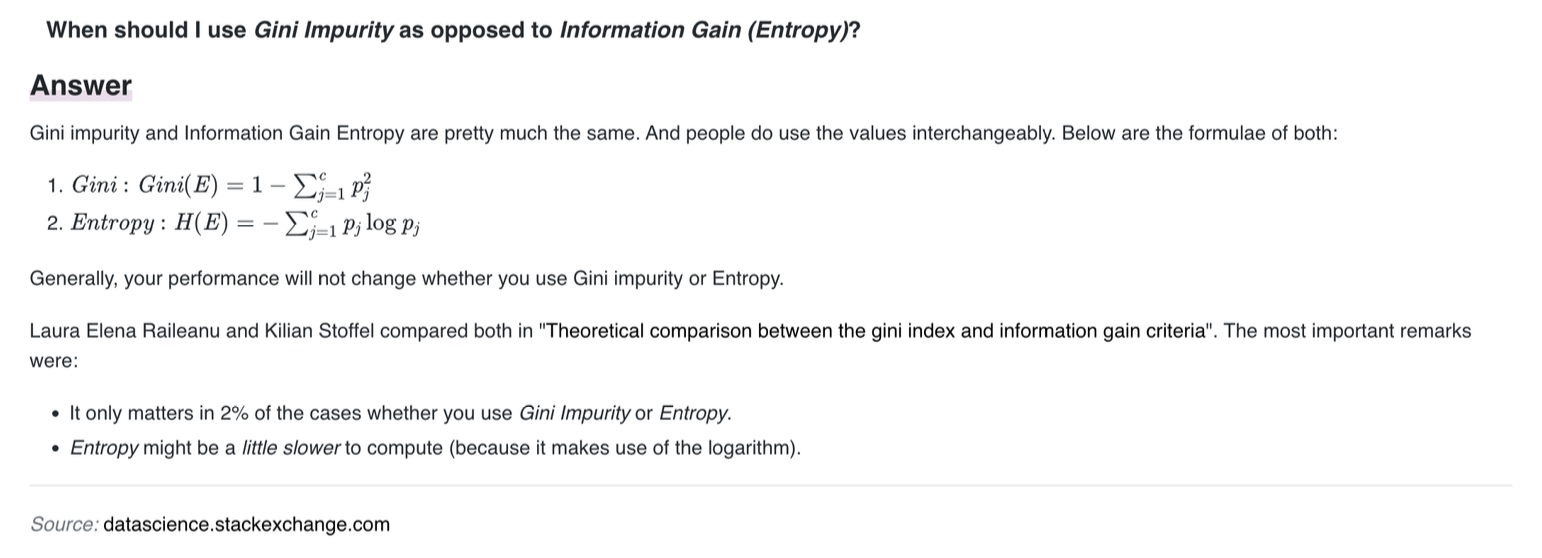 When should I use Gini Impurity as opposed to Information Gain (Entropy)?
Answer
Gini impurity and Information Gain Entropy are pretty much the same. And people do use the values interchangeably. Below are the formulae of both:
1. Gini : Gini(E) = 1 − ∑_{j=1}^{c} p_j^2
2. Entropy : H(E) = − ∑_{j=1}^{c} p_j log p_j
Generally, your performance will not change whether you use Gini impurity or Entropy.
Laura Elena Raileanu and Kilian Stoffel compared both in "Theoretical comparison between the gini index and information gain criteria". The most important remarks
were:
• It only matters in 2% of the cases whether you use Gini Impurity or Entropy.
• Entropy might be a little slower to compute (because it makes use of the logarithm).
Source: datascience.stackexchange.com